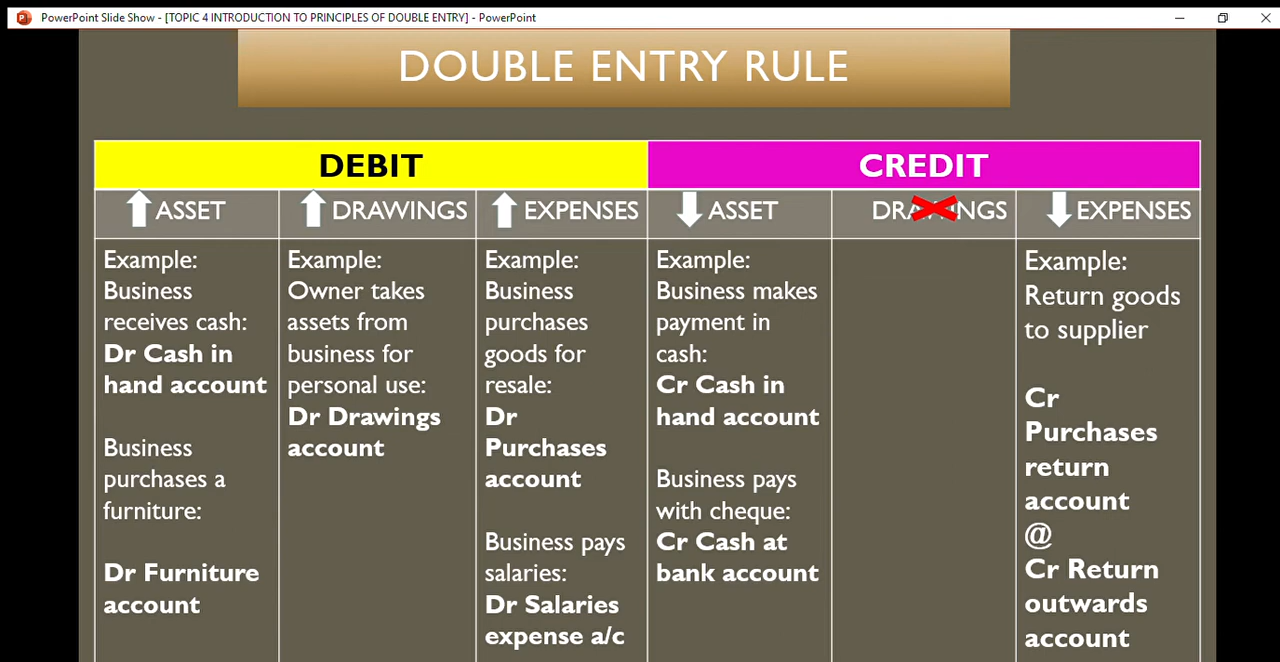 PowerPoint Slide Show - [TOPIC 4 INTRODUCTION TO PRINCIPLES OF DOUBLE ENTRY] - PowerPoint
DOUBLE ENTRY RULE
DEBIT
CREDIT
ASSET
DRAWINGS
EXPENSES
ASSET
DRAWINGS
EXPENSES
Example:
Business
receives cash:
Dr Cash in
hand account
Business
purchases a
furniture:
Dr Furniture
account
Example:
Owner takes
assets from
business for
personal use:
Dr Drawings
account
Example:
Business
purchases
goods for
resale:
Dr
Purchases
account
Business pays
salaries:
Dr Salaries
expense a/c
Example:
Business makes
payment in
cash:
Cr Cash in
hand account
Business pays
with cheque:
Cr Cash at
bank account
Example:
Return goods
to supplier
Cr
Purchases
return
account
@
Cr Return
outwards
account